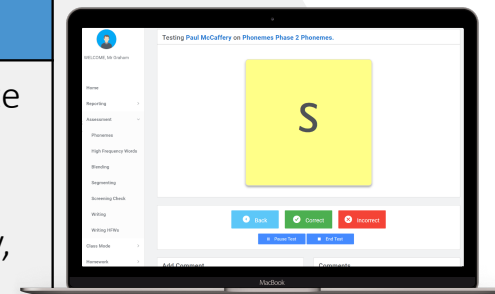 e
y,
Testing Paul McCaffery on Phonemes Phase 2 Phonemes.
WELCOME, Mr Graham
Home
Reporting
Assessment
Phonemes
High Frequency Words
Blending
Segmenting
Screening Check
Writing
Writing HFWs
Class Mode
Homework
s
Back
Correct
Incorrect
Pause Test
End Test
Add Comment
Comments
MacBook